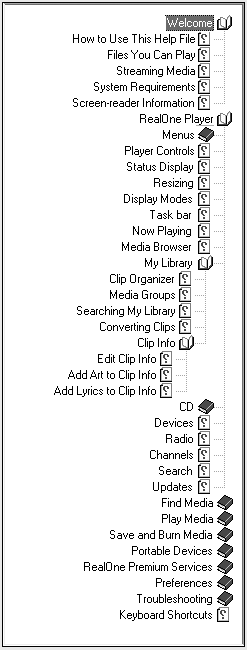 Welcome
How to Use This Help File
Files You Can Play
Streaming Media
System Requirements
Screen-reader Information
RealOne Player
Menus
Player Controls
Status Display
Resizing
Display Modes
Task bar
Now Playing
Media Browser
My Library
Clip Organizer
Media Groups
Searching My Library
Converting Clips
Clip Info
Edit Clip Info
Add Art to Clip Info
Add Lyrics to Clip Info
CD
Devices
Radio
Channels
Search
Updates
Find Media
Play Media
Save and Burn Media
Portable Devices
RealOne Premium Services
Preferences
Troubleshooting
Keyboard Shortcuts